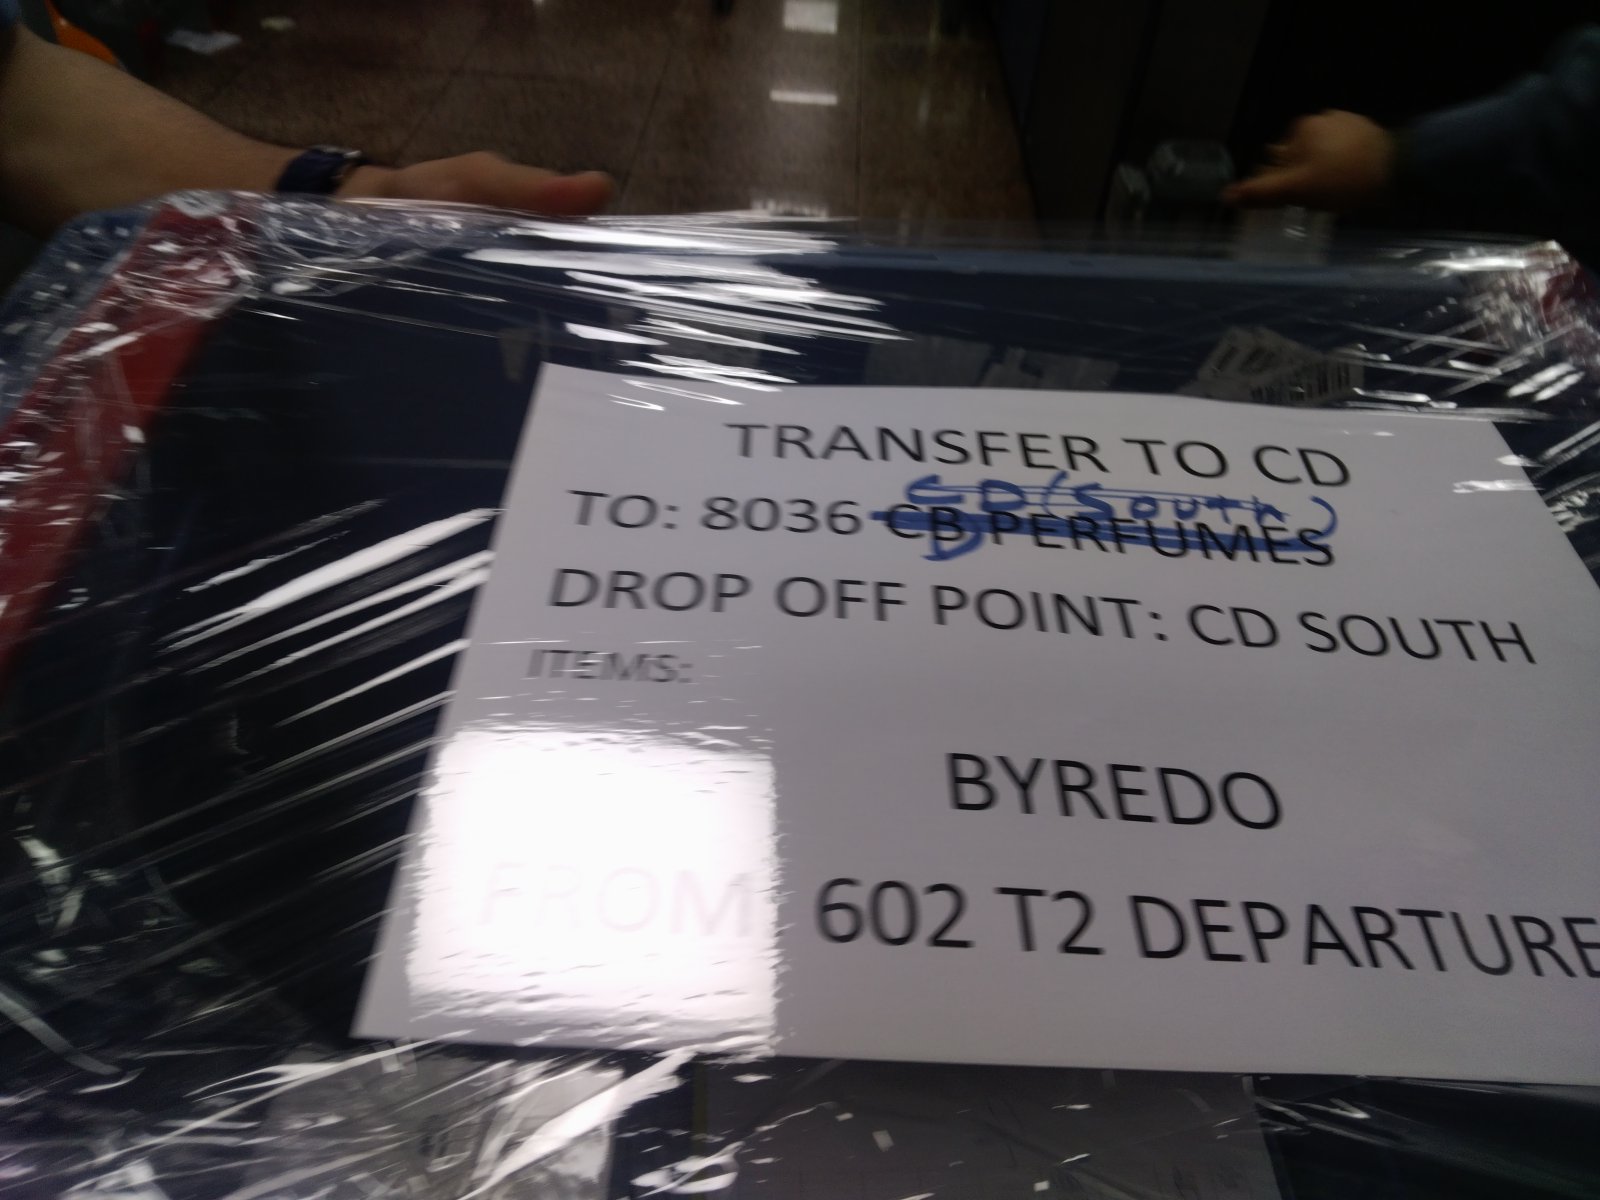 TRANSFER TO CD
CD (South)
TO: 8036 CB PERFUMES
DROP OFF POINT: CD SOUTH
ITEMS:
BYREDO
FROM 602 T2 DEPARTURE